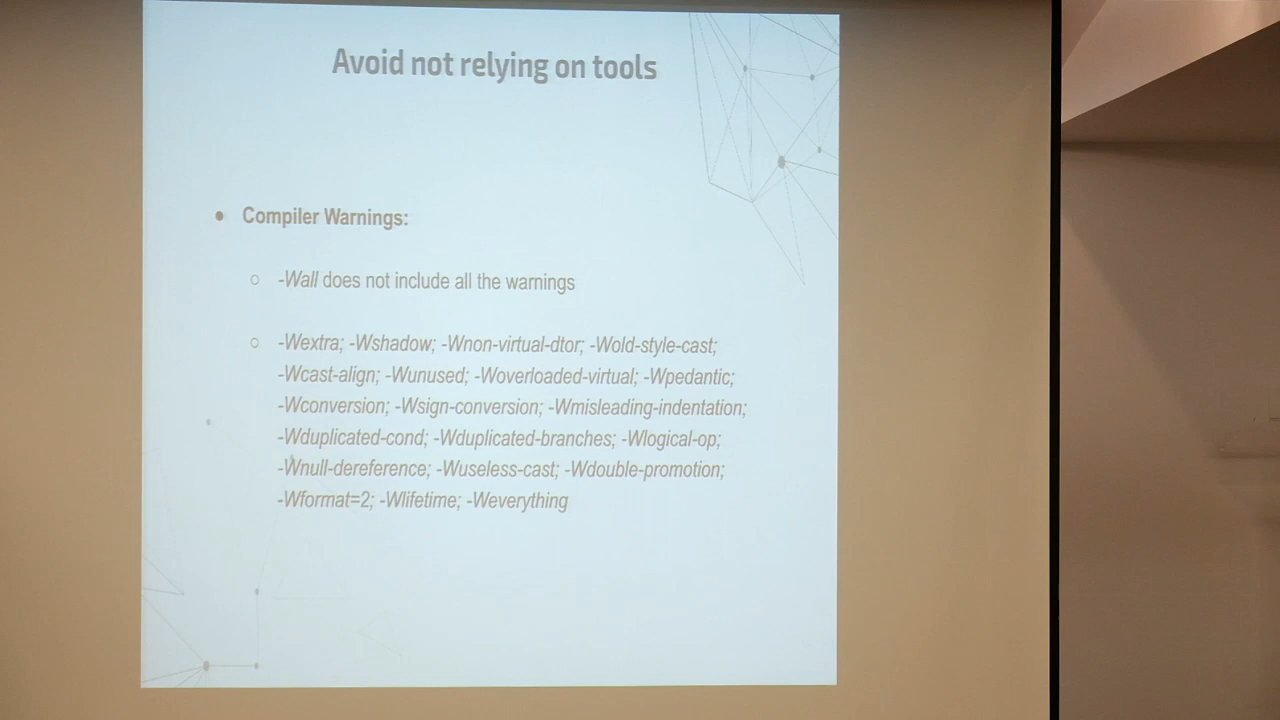 Avoid not relying on tools
● Compiler Warnings:
○ -Wall does not include all the warnings
○ -Wextra; -Wshadow; -Wnon-virtual-dtor; -Wold-style-cast;
-Wcast-align; -Wunused; -Woverloaded-virtual; -Wpedantic;
-Wconversion; -Wsign-conversion; -Wmisleading-indentation;
-Wduplicated-cond; -Wduplicated-branches; -Wlogical-op;
-Wnull-dereference; -Wuseless-cast; -Wdouble-promotion;
-Wformat=2; -Wlifetime; -Weverything